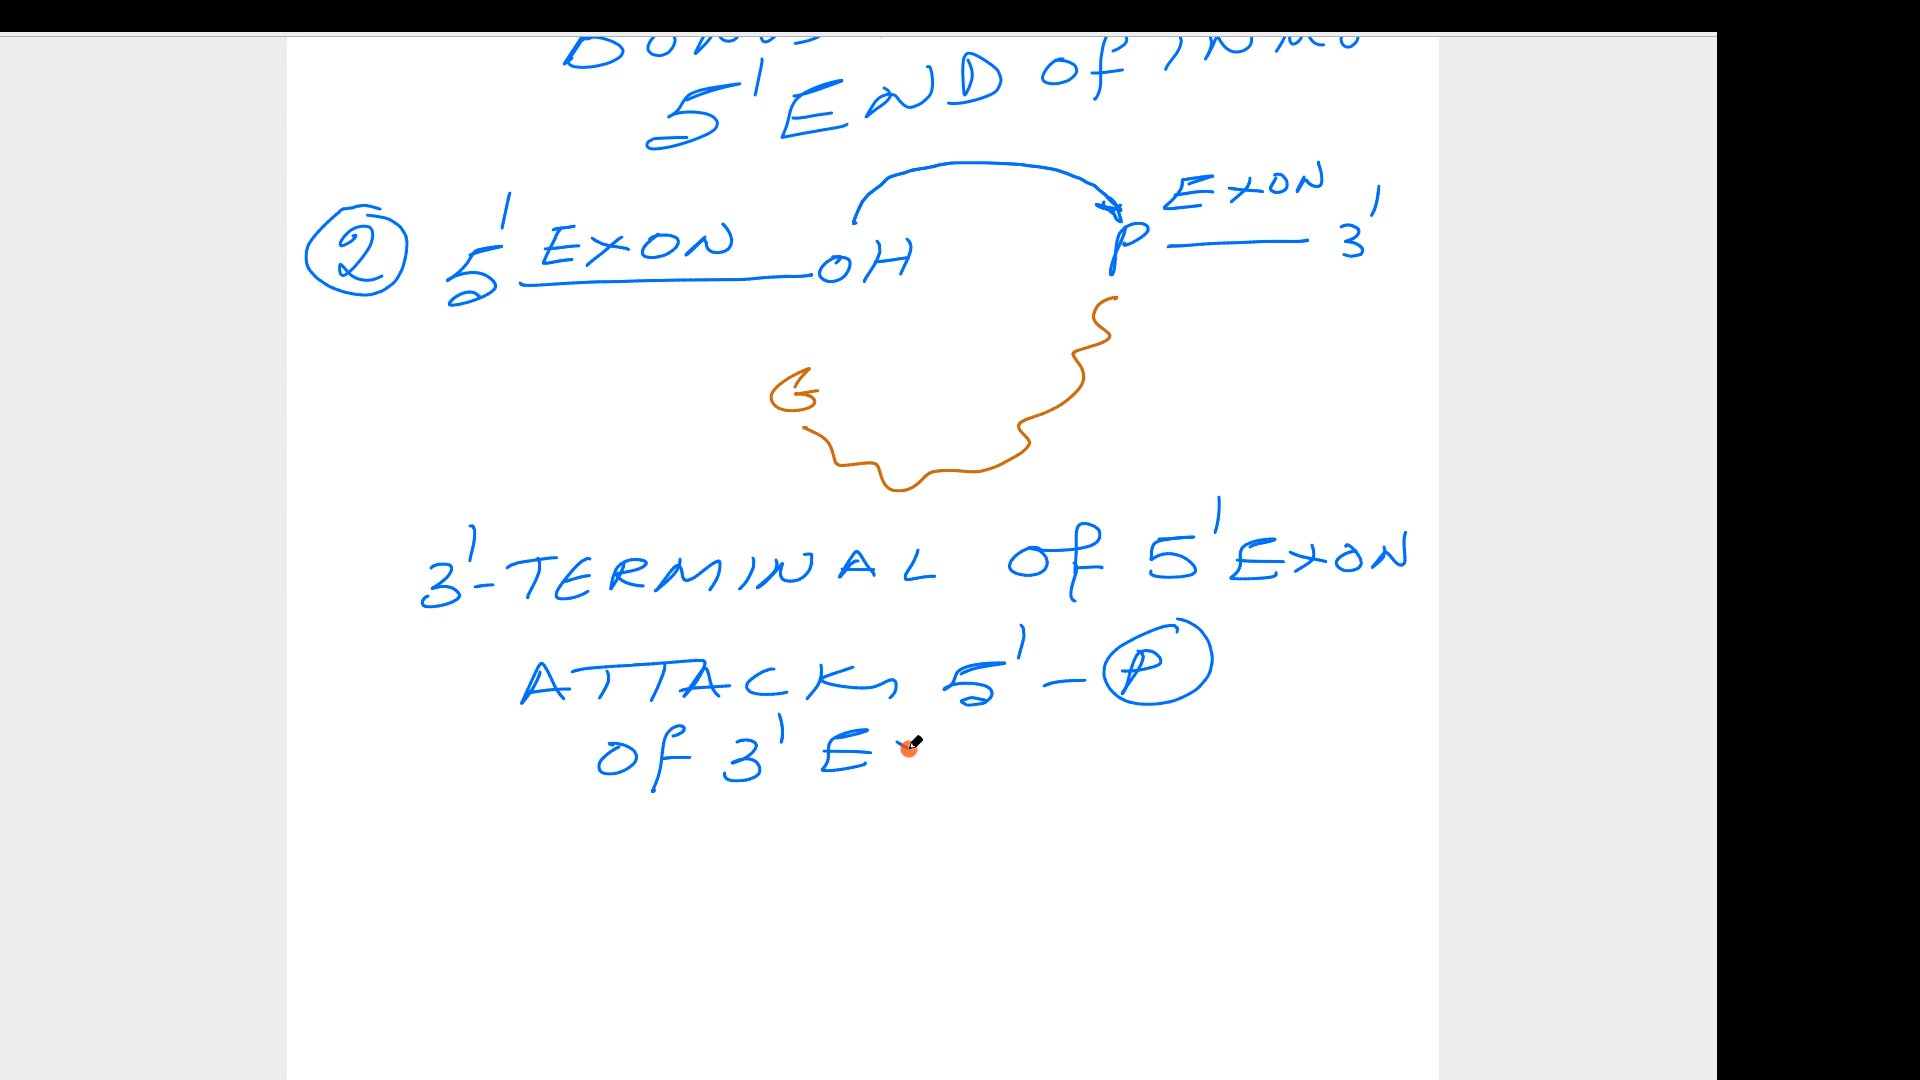 5' END of
② 5' EXON OH P EXON 3'
G
3'-TERMINAL of 5' EXON
ATTACKS 5'-P
of 3' E